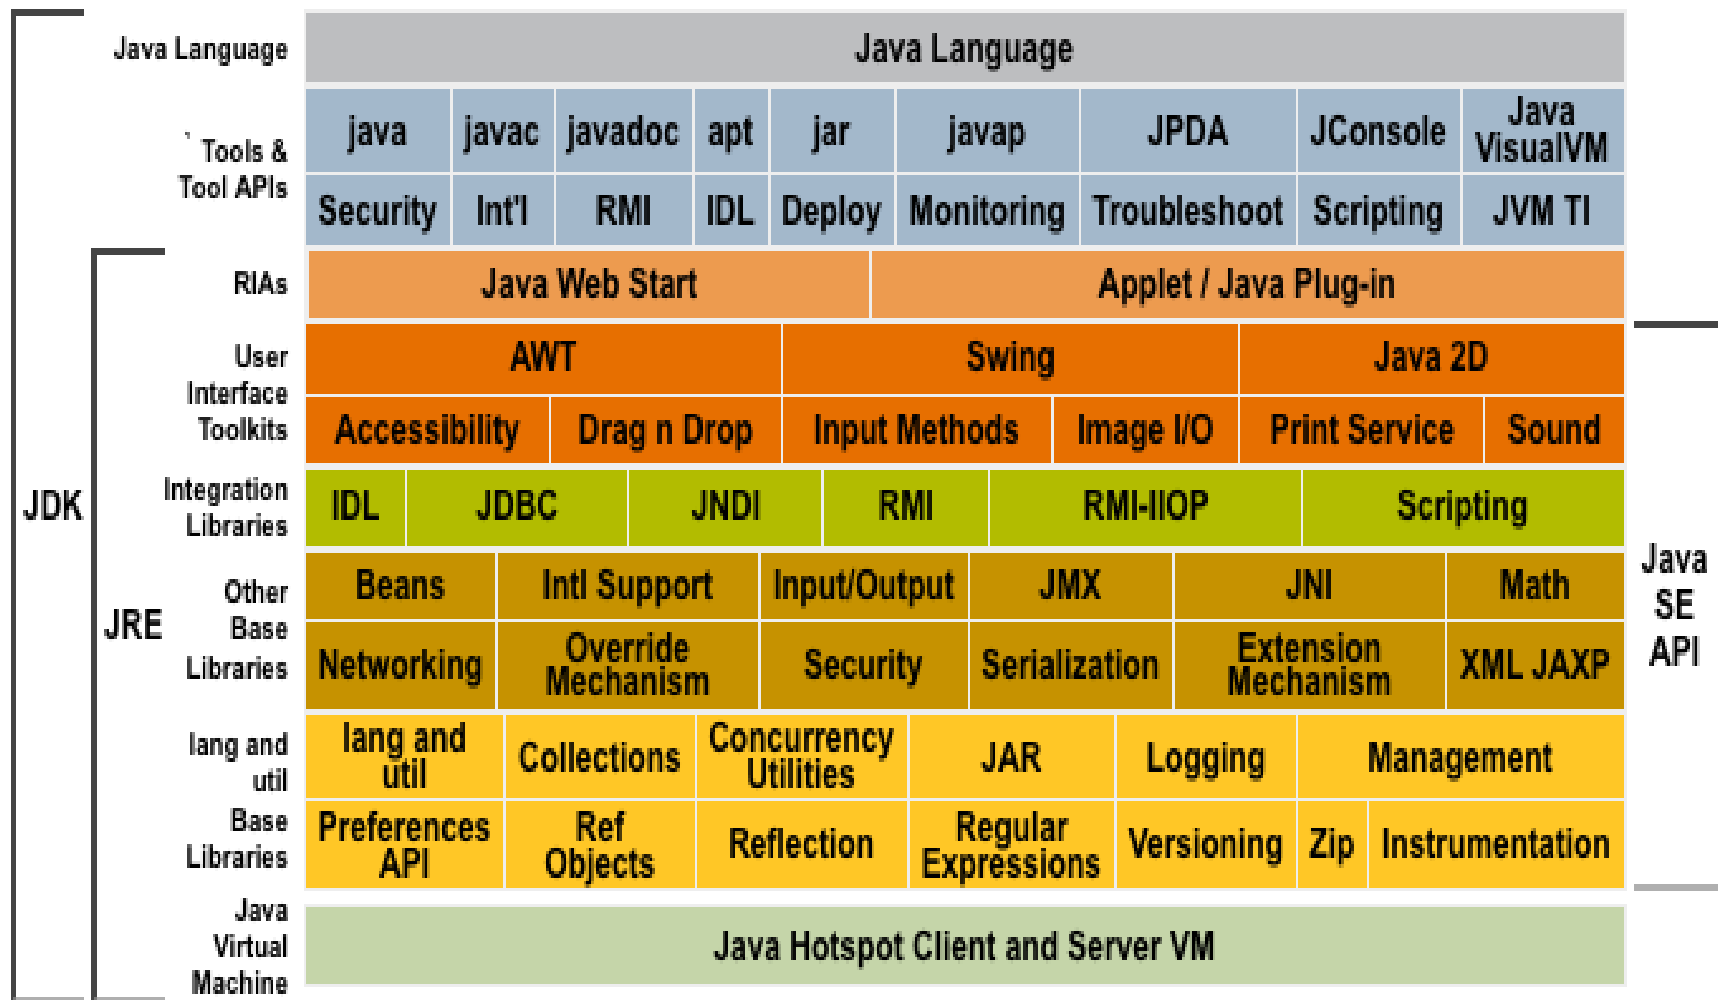 Java Language
Java Language
Tools &
Tool APIs
java javac javadoc apt jar javap JPDA JConsole Java
VisualVM
Security Int'l RMI IDL Deploy Monitoring Troubleshoot Scripting JVM TI
RIAs
Java Web Start Applet / Java Plug-in
User
Interface
Toolkits
AWT Swing Java 2D
Accessibility Drag n Drop Input Methods Image I/O Print Service Sound
JDK
Integration
Libraries
IDL JDBC JNDI RMI RMI-IIOP Scripting
JRE
Other
Base
Libraries
Beans Intl Support Input/Output JMX JNI Math
Networking Override
Mechanism Security Serialization Extension
Mechanism XML JAXP
Java
SE
API
lang and
util
Base
Libraries
lang and
util Collections Concurrency
Utilities JAR Logging Management
Preferences
API Ref
Objects Reflection Regular
Expressions Versioning Zip Instrumentation
Java
Virtual
Machine
Java Hotspot Client and Server VM